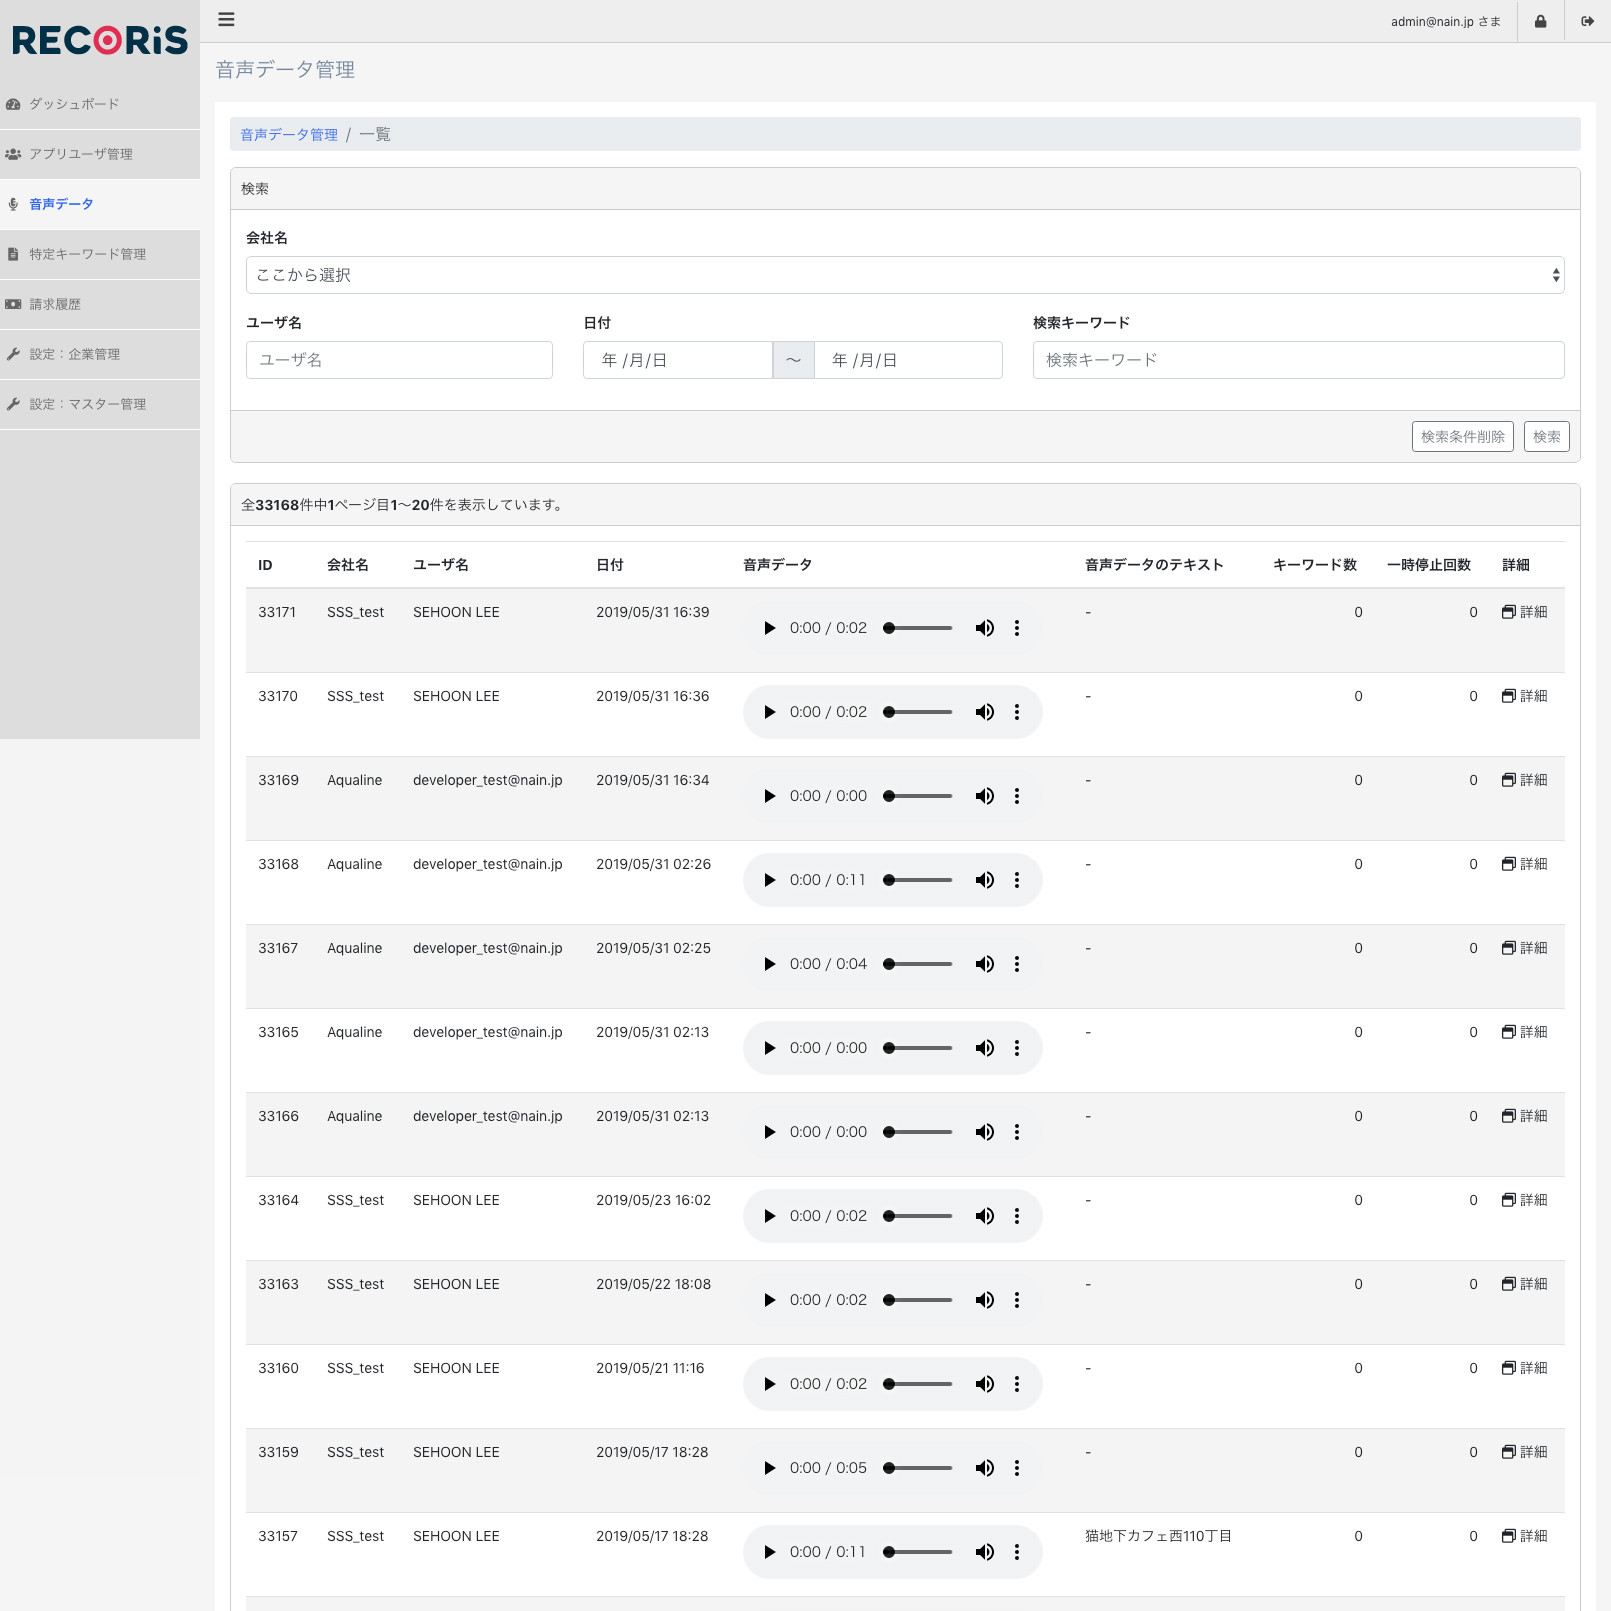 RECORiS
admin@nain.jp さま
ダッシュボード
アプリユーザ管理
音声データ
特定キーワード管理
請求履歴
設定：企業管理
設定：マスター管理
音声データ管理
音声データ管理 / 一覧
検索
会社名
ここから選択
ユーザ名 日付 検索キーワード
ユーザ名 年 /月/日 〜 年 /月/日 検索キーワード
検索条件削除 検索
全33168件中1ページ目1〜20件を表示しています。
ID 会社名 ユーザ名 日付 音声データ 音声データのテキスト キーワード数 一時停止回数 詳細
33171 SSS_test SEHOON LEE 2019/05/31 16:39 0:00 / 0:02 - 0 0 詳細
33170 SSS_test SEHOON LEE 2019/05/31 16:36 0:00 / 0:02 - 0 0 詳細
33169 Aqualine developer_test@nain.jp 2019/05/31 16:34 0:00 / 0:00 - 0 0 詳細
33168 Aqualine developer_test@nain.jp 2019/05/31 02:26 0:00 / 0:11 - 0 0 詳細
33167 Aqualine developer_test@nain.jp 2019/05/31 02:25 0:00 / 0:04 - 0 0 詳細
33165 Aqualine developer_test@nain.jp 2019/05/31 02:13 0:00 / 0:00 - 0 0 詳細
33166 Aqualine developer_test@nain.jp 2019/05/31 02:13 0:00 / 0:00 - 0 0 詳細
33164 SSS_test SEHOON LEE 2019/05/23 16:02 0:00 / 0:02 - 0 0 詳細
33163 SSS_test SEHOON LEE 2019/05/22 18:08 0:00 / 0:02 - 0 0 詳細
33160 SSS_test SEHOON LEE 2019/05/21 11:16 0:00 / 0:02 - 0 0 詳細
33159 SSS_test SEHOON LEE 2019/05/17 18:28 0:00 / 0:05 - 0 0 詳細
33157 SSS_test SEHOON LEE 2019/05/17 18:28 0:00 / 0:11 猫地下カフェ西110丁目 0 0 詳細